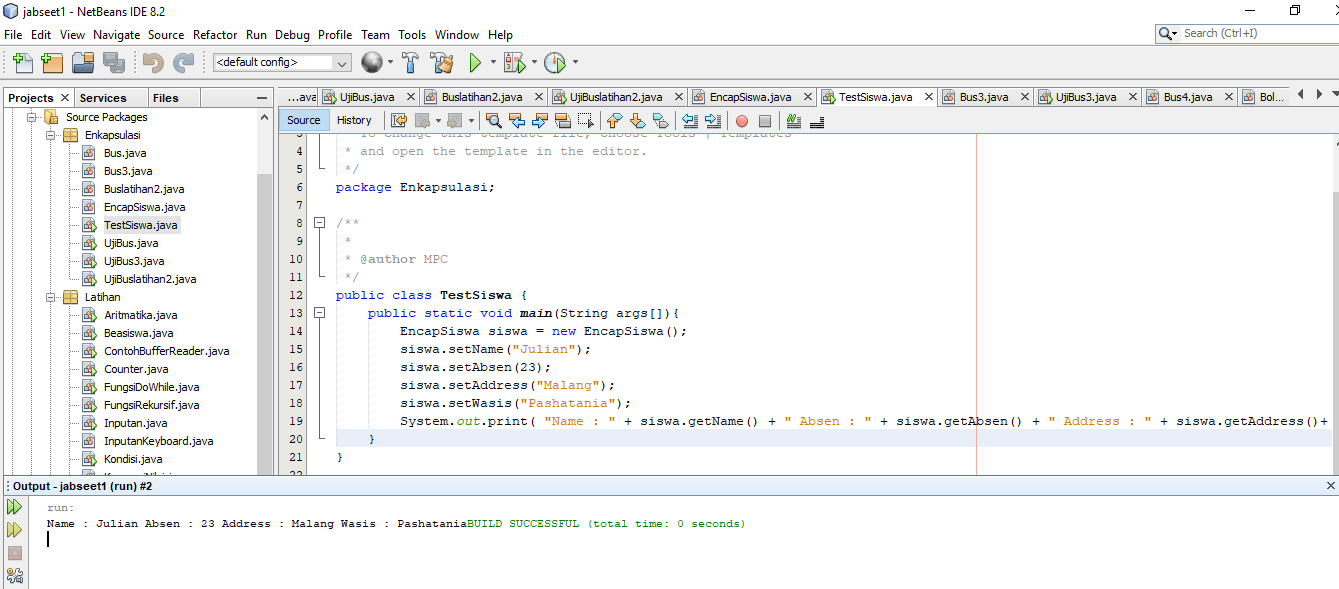 jabseet1 - NetBeans IDE 8.2
File Edit View Navigate Source Refactor Run Debug Profile Team Tools Window Help
Search (Ctrl+I)
<default config>
Projects Services Files
...ava UjiBus.java Buslatihan2.java UjiBuslatihan2.java EncapSiswa.java TestSiswa.java Bus3.java UjiBus3.java Bus4.java Bol...
Source History
Source Packages
Enkapsulasi
Bus.java
Bus3.java
Buslatihan2.java
EncapSiswa.java
TestSiswa.java
UjiBus.java
UjiBus3.java
UjiBuslatihan2.java
Latihan
Aritmatika.java
Beasiswa.java
ContohBufferReader.java
Counter.java
FungsiDoWhile.java
FungsiRekursif.java
Inputan.java
InputanKeyboard.java
Kondisi.java
3 * To change this template file, choose Tools | Templates
4 * and open the template in the editor.
5 */
6 package Enkapsulasi;
7
8 /**
9 *
10 * @author MPC
11 */
12 public class TestSiswa {
13 public static void main(String args[]){
14 EncapSiswa siswa = new EncapSiswa();
15 siswa.setName("Julian");
16 siswa.setAbsen(23);
17 siswa.setAddress("Malang");
18 siswa.setWasis("Pashatania");
19 System.out.print( "Name : " + siswa.getName() + " Absen : " + siswa.getAbsen() + " Address : " + siswa.getAddress()+
20 }
21 }
22
Output - jabseet1 (run) #2
run:
Name : Julian Absen : 23 Address : Malang Wasis : PashataniaBUILD SUCCESSFUL (total time: 0 seconds)